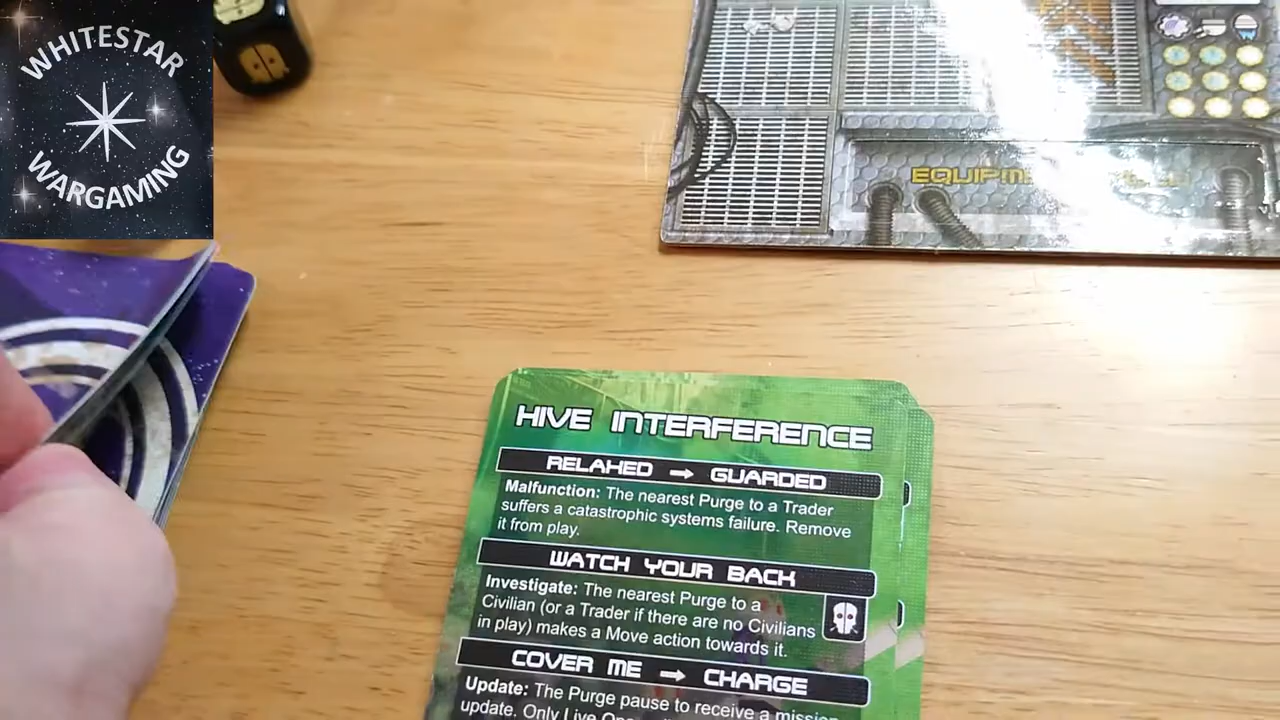 WHITESTAR
WARGAMING
HIVE INTERFERENCE
RELAXED → GUARDED
Malfunction: The nearest Purge to a Trader
suffers a catastrophic systems failure. Remove
it from play.
WATCH YOUR BACK
Investigate: The nearest Purge to a
Civilian (or a Trader if there are no Civilians
in play) makes a Move action towards it.
COVER ME → CHARGE
Update: The Purge pause to receive a mission
update. Only Live